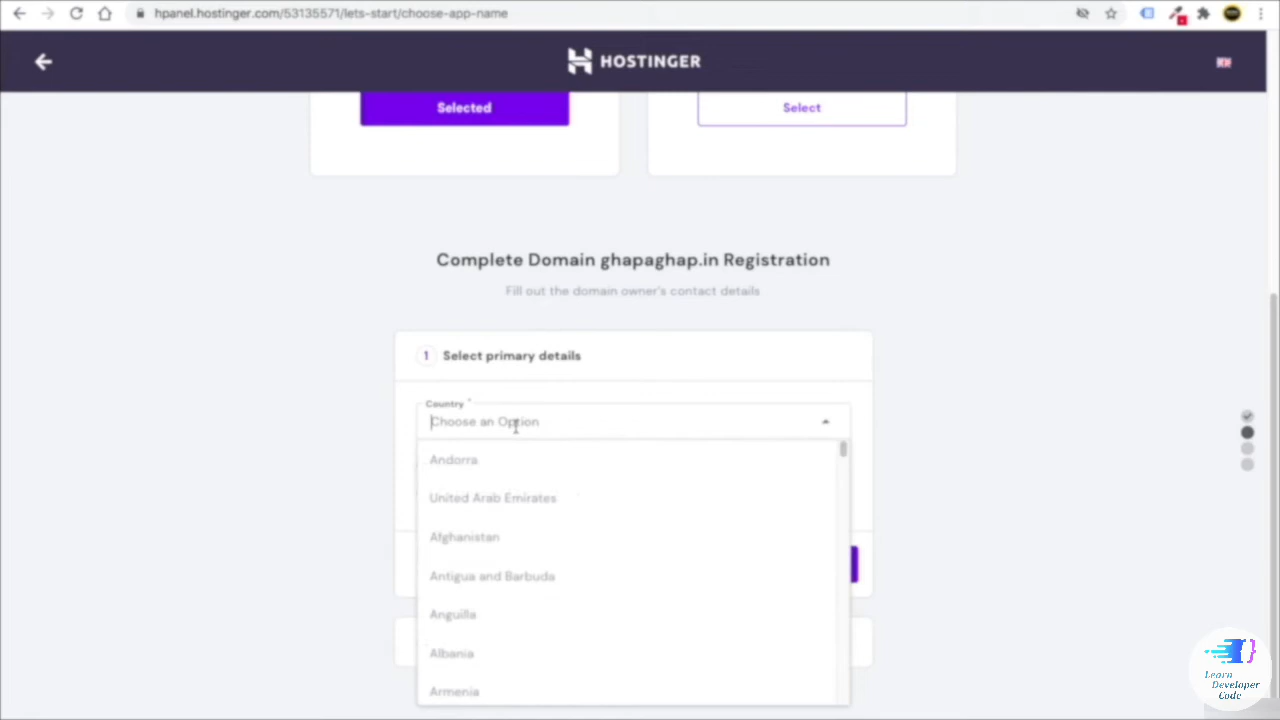 hpanel.hostinger.com/53135571/lets-start/choose-app-name
HOSTINGER
Selected
Select
Complete Domain ghapaghap.in Registration
Fill out the domain owner's contact details
1 Select primary details
Country *
Choose an Option
Andorra
United Arab Emirates
Afghanistan
Antigua and Barbuda
Anguilla
Albania
Armenia
Learn
Developer
Code